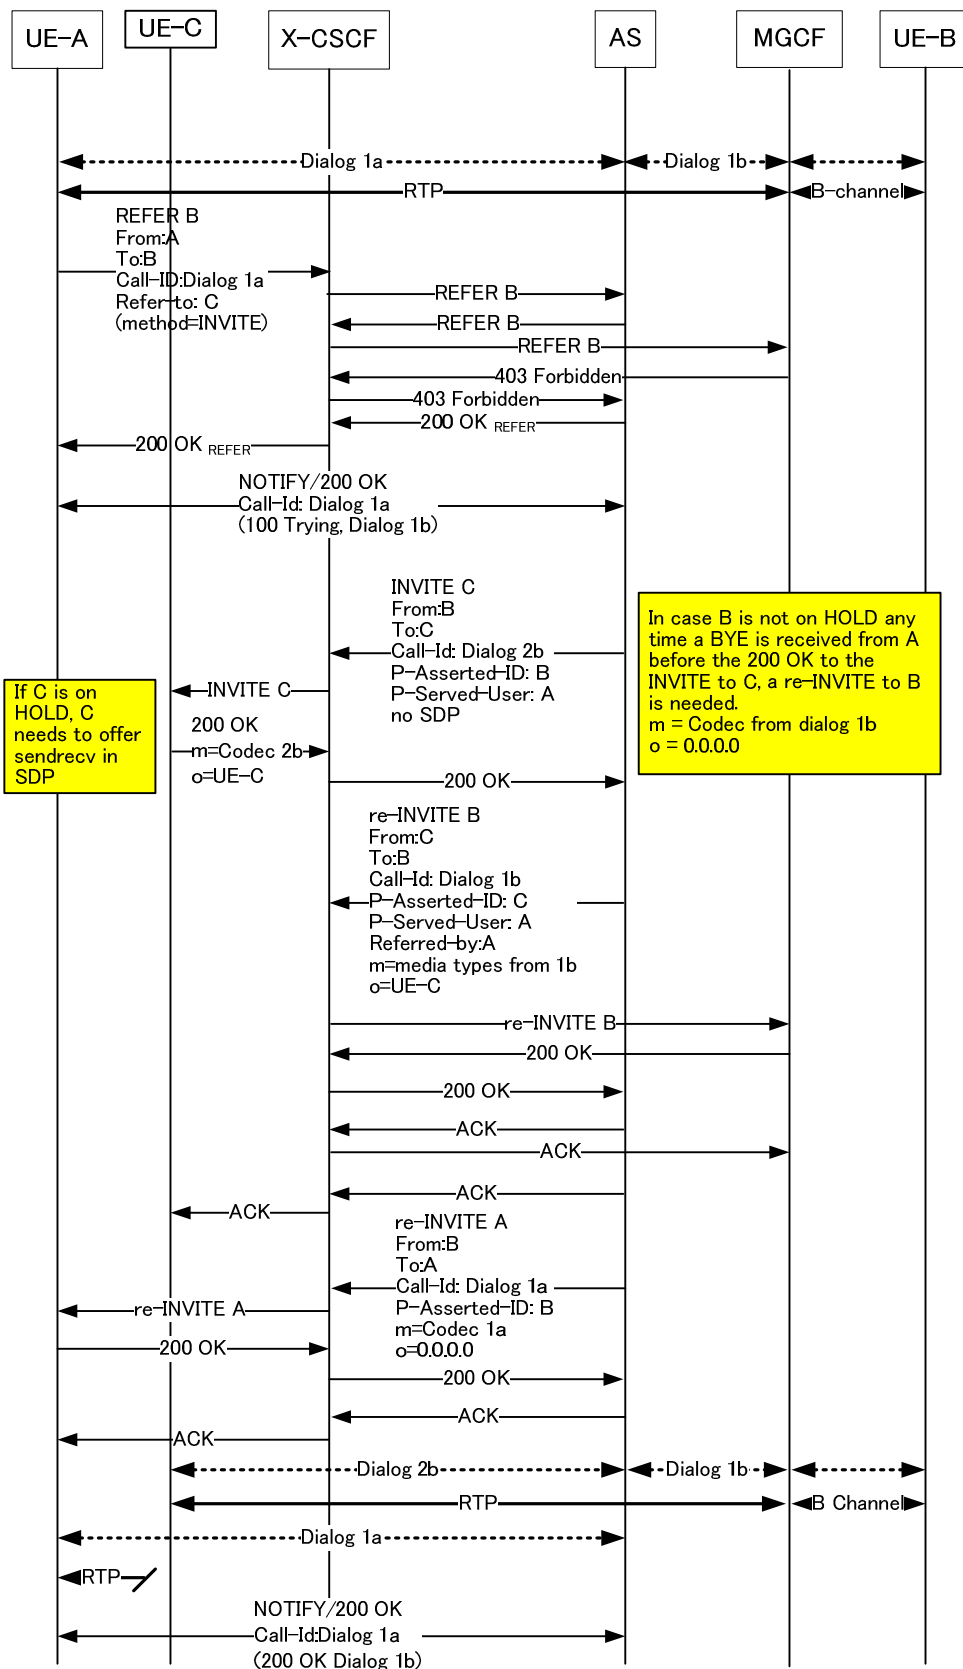 UE-A
UE-C
X-CSCF
AS
MGCF
UE-B
Dialog 1a
Dialog 1b
RTP
B-channel
REFER B
From:A
To:B
Call-ID:Dialog 1a
Refer-to: C
(method=INVITE)
REFER B
REFER B
REFER B
403 Forbidden
403 Forbidden
200 OK REFER
200 OK REFER
NOTIFY/200 OK
Call-Id: Dialog 1a
(100 Trying, Dialog 1b)
INVITE C
From:B
To:C
Call-Id: Dialog 2b
P-Asserted-ID: B
P-Served-User: A
no SDP
In case B is not on HOLD any
time a BYE is received from A
before the 200 OK to the
INVITE to C, a re-INVITE to B
is needed.
m = Codec from dialog 1b
o = 0.0.0.0
INVITE C
If C is on
HOLD, C
needs to offer
sendrecv in
SDP
200 OK
m=Codec 2b
o=UE-C
200 OK
re-INVITE B
From:C
To:B
Call-Id: Dialog 1b
P-Asserted-ID: C
P-Served-User: A
Referred-by:A
m=media types from 1b
o=UE-C
re-INVITE B
200 OK
200 OK
ACK
ACK
ACK
ACK
re-INVITE A
From:B
To:A
Call-Id: Dialog 1a
P-Asserted-ID: B
m=Codec 1a
o=0.0.0.0
re-INVITE A
200 OK
200 OK
ACK
ACK
Dialog 2b
Dialog 1b
RTP
B Channel
Dialog 1a
RTP
NOTIFY/200 OK
Call-Id:Dialog 1a
(200 OK Dialog 1b)